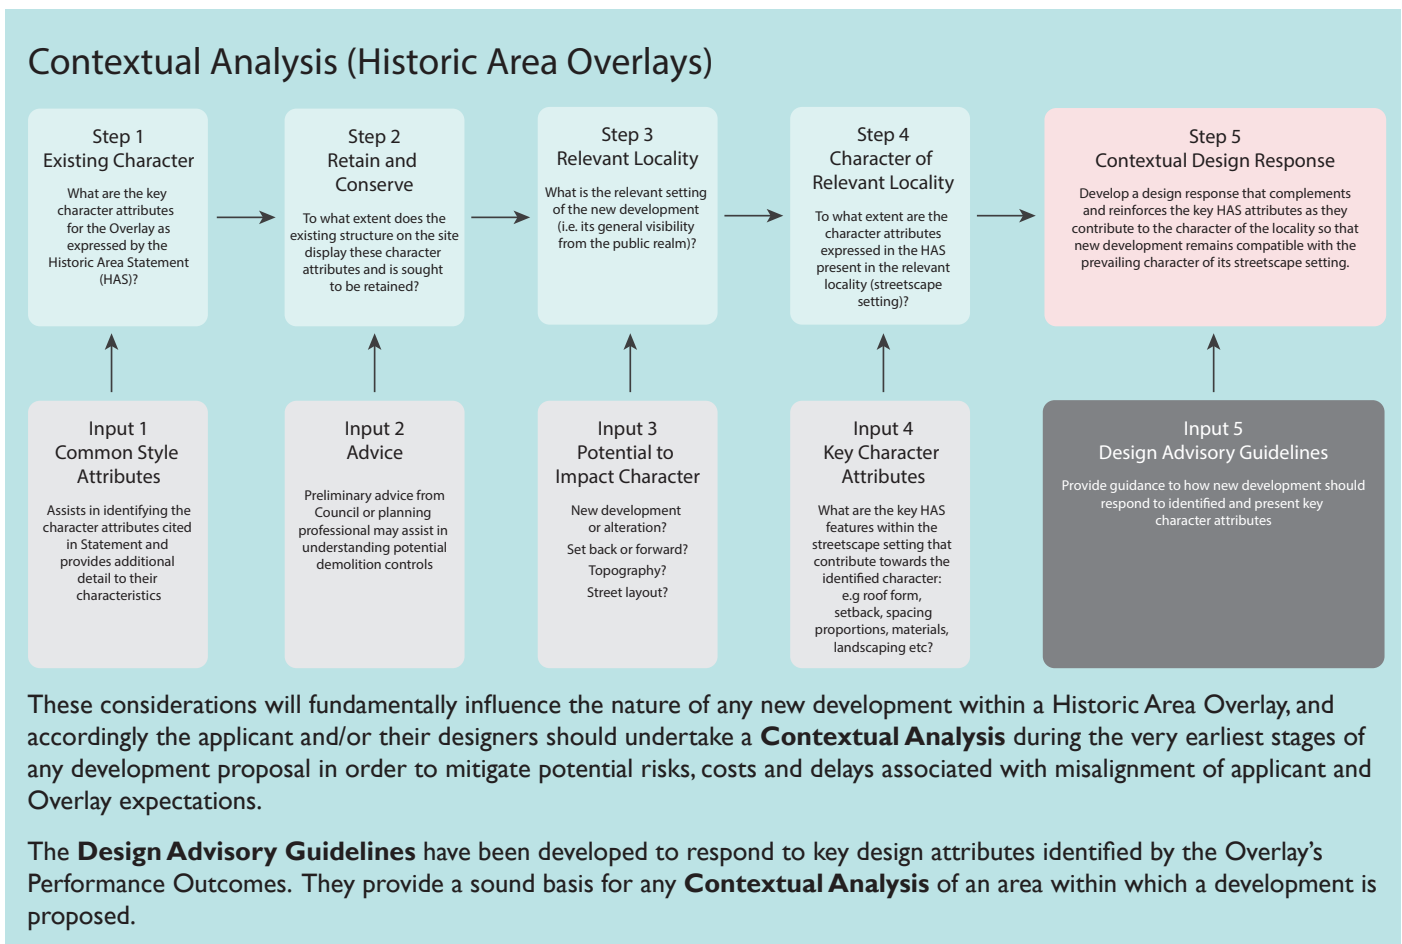 Contextual Analysis (Historic Area Overlays)
Step 1
Existing Character
What are the key
character attributes
for the Overlay as
expressed by the
Historic Area Statement
(HAS)?
Step 2
Retain and
Conserve
To what extent does the
existing structure on the site
display these character
attributes and is sought
to be retained?
Step 3
Relevant Locality
What is the relevant setting
of the new development
(i.e. its general visibility
from the public realm)?
Step 4
Character of
Relevant Locality
To what extent are the
character attributes
expressed in the HAS
present in the relevant
locality (streetscape
setting)?
Step 5
Contextual Design Response
Develop a design response that complements
and reinforces the key HAS attributes as they
contribute to the character of the locality so that
new development remains compatible with the
prevailing character of its streetscape setting.
Input 1
Common Style
Attributes
Assists in identifying the
character attributes cited
in Statement and
provides additional
detail to their
characteristics
Input 2
Advice
Preliminary advice from
Council or planning
professional may assist in
understanding potential
demolition controls
Input 3
Potential to
Impact Character
New development
or alteration?
Set back or forward?
Topography?
Street layout?
Input 4
Key Character
Attributes
What are the key HAS
features within the
streetscape setting that
contribute towards the
identified character:
e.g roof form,
setback, spacing
proportions, materials,
landscaping etc?
Input 5
Design Advisory Guidelines
Provide guidance to how new development should
respond to identified and present key
character attributes
These considerations will fundamentally influence the nature of any new development within a Historic Area Overlay, and
accordingly the applicant and/or their designers should undertake a Contextual Analysis during the very earliest stages of
any development proposal in order to mitigate potential risks, costs and delays associated with misalignment of applicant and
Overlay expectations.
The Design Advisory Guidelines have been developed to respond to key design attributes identified by the Overlay's
Performance Outcomes. They provide a sound basis for any Contextual Analysis of an area within which a development is
proposed.